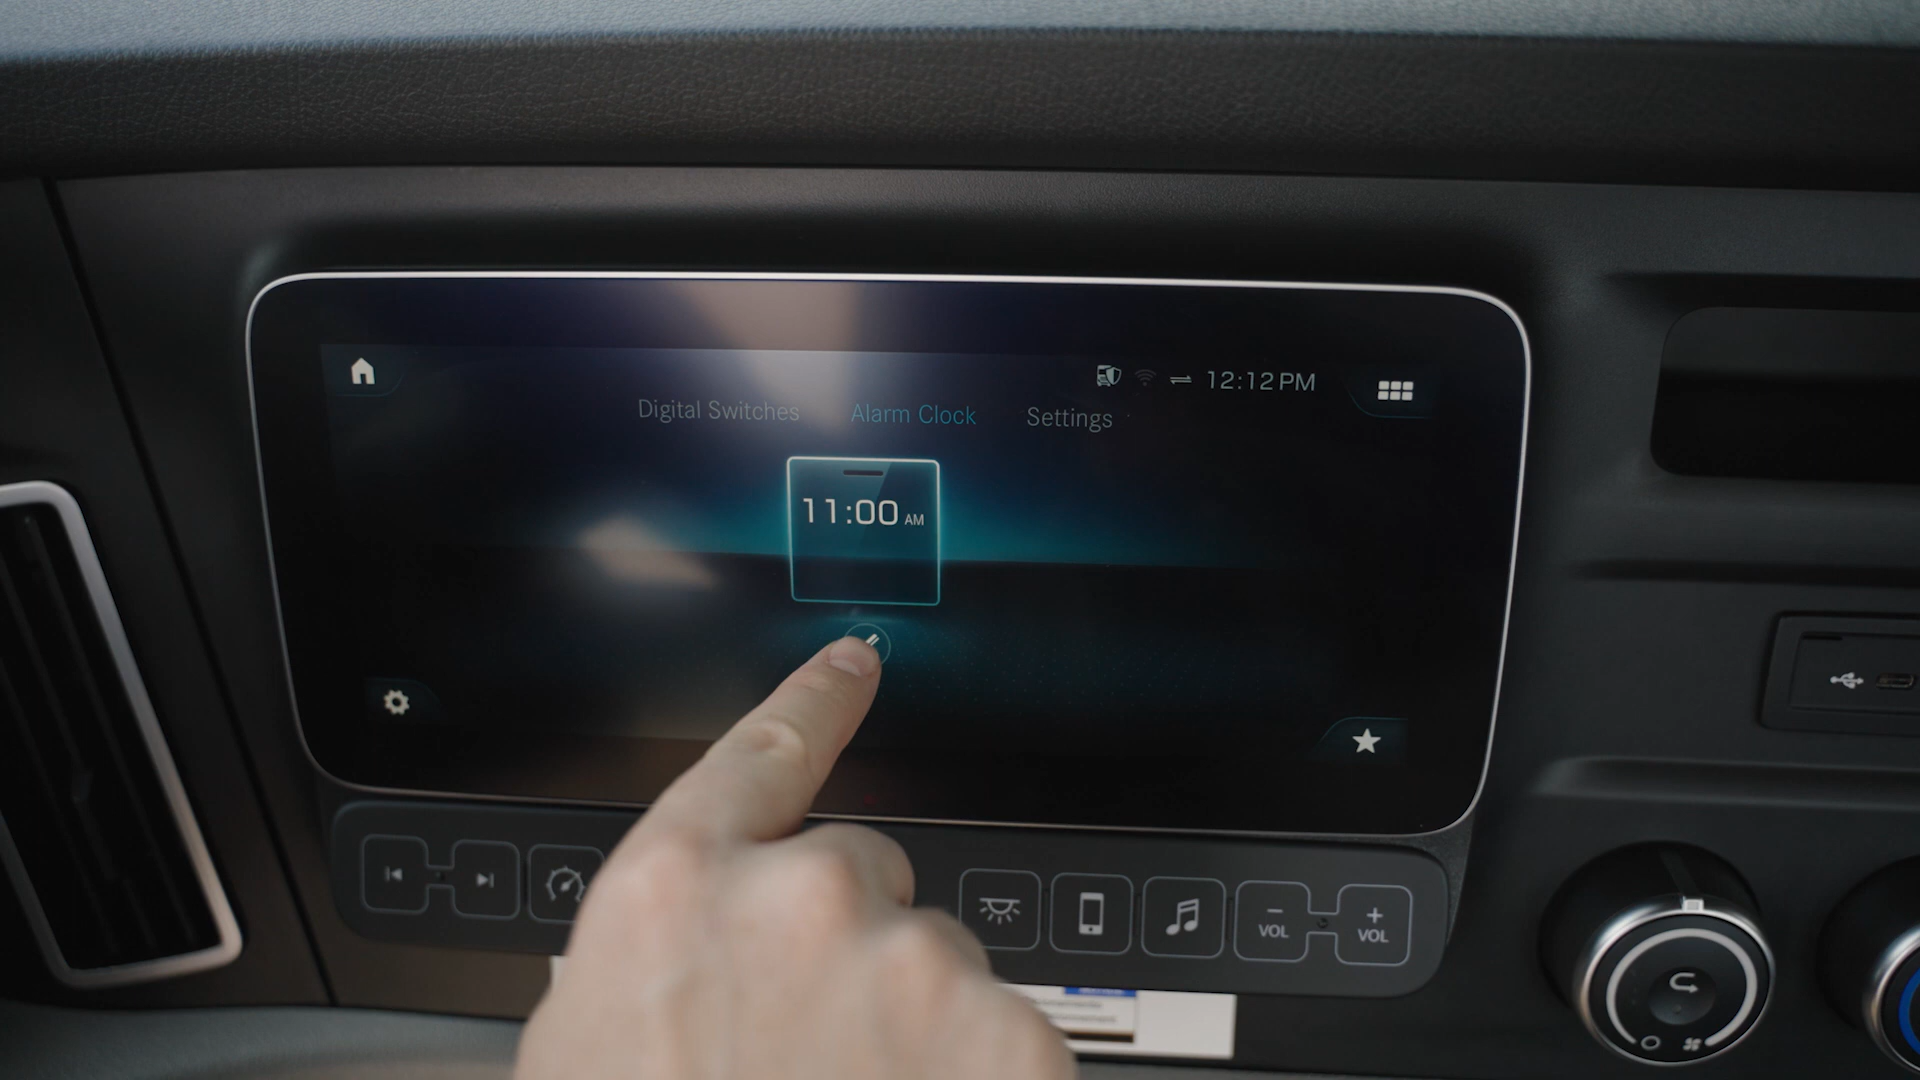 12:12 PM
Digital Switches
Alarm Clock
Settings
11:00 AM
- VOL
+ VOL